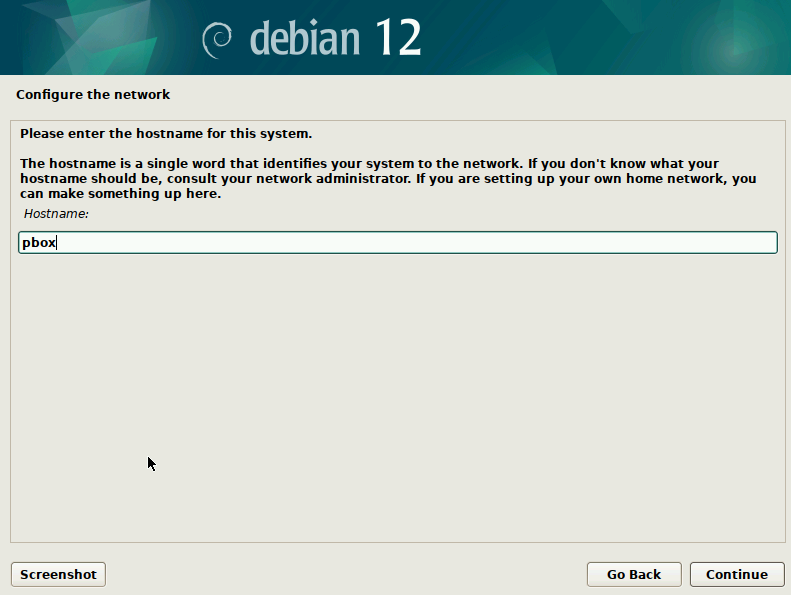 debian 12
Configure the network
Please enter the hostname for this system.
The hostname is a single word that identifies your system to the network. If you don't know what your
hostname should be, consult your network administrator. If you are setting up your own home network, you
can make something up here.
Hostname:
pbox
Screenshot
Go Back
Continue